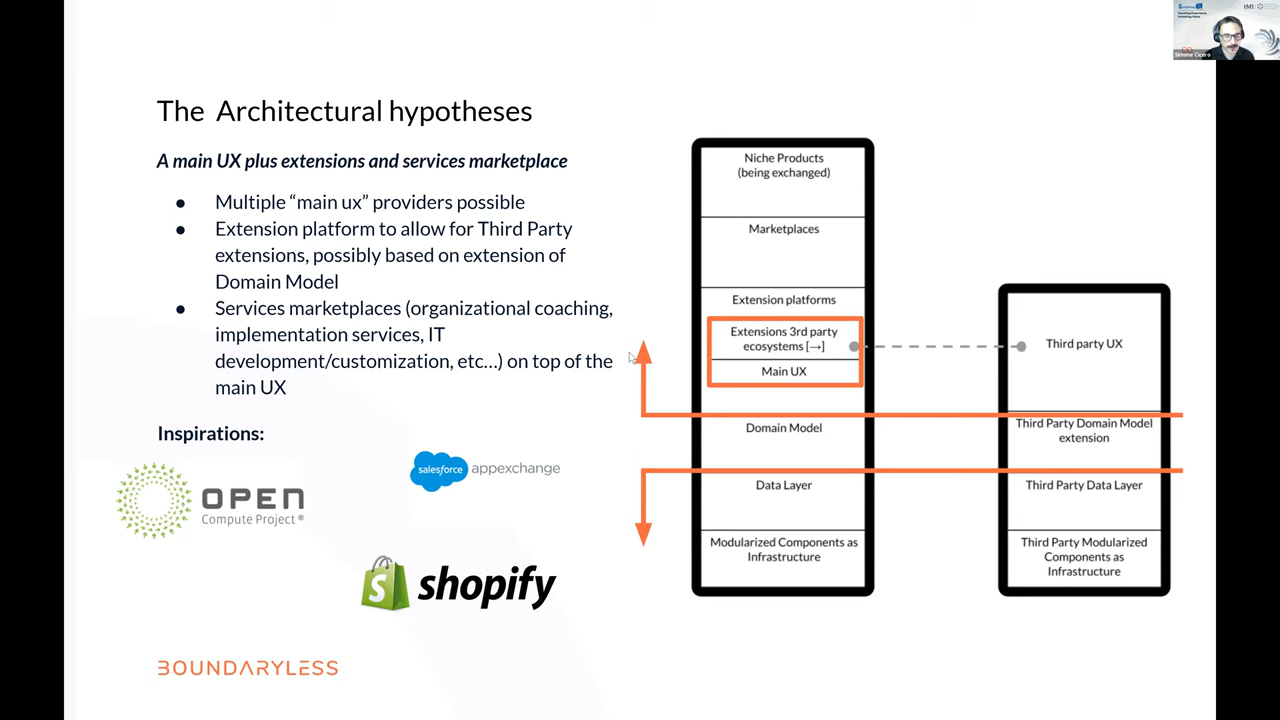 The Architectural hypotheses
A main UX plus extensions and services marketplace
● Multiple “main ux” providers possible
● Extension platform to allow for Third Party
extensions, possibly based on extension of
Domain Model
● Services marketplaces (organizational coaching,
implementation services, IT
development/customization, etc…) on top of the
main UX
Inspirations:
OPEN
Compute Project®
salesforce appexchange
S shopify
BOUNDARYLESS
Niche Products
(being exchanged)
Marketplaces
Extension platforms
Extensions 3rd party
ecosystems [→]
Main UX
Domain Model
Data Layer
Modularized Components as
Infrastructure
Third party UX
Third Party Domain Model
extension
Third Party Data Layer
Third Party Modularized
Components as
Infrastructure
IMI
Simone Cicero